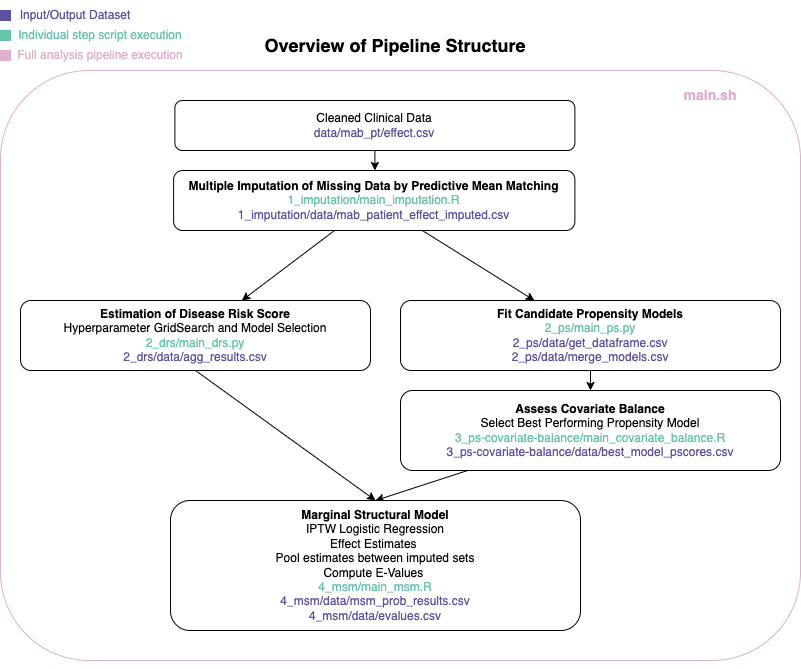 Input/Output Dataset
Individual step script execution
Full analysis pipeline execution
Overview of Pipeline Structure
main.sh
Cleaned Clinical Data
data/mab_pt/effect.csv
Multiple Imputation of Missing Data by Predictive Mean Matching
1_imputation/main_imputation.R
1_imputation/data/mab_patient_effect_imputed.csv
Estimation of Disease Risk Score
Hyperparameter GridSearch and Model Selection
2_drs/main_drs.py
2_drs/data/agg_results.csv
Fit Candidate Propensity Models
2_ps/main_ps.py
2_ps/data/get_dataframe.csv
2_ps/data/merge_models.csv
Assess Covariate Balance
Select Best Performing Propensity Model
3_ps-covariate-balance/main_covariate_balance.R
3_ps-covariate-balance/data/best_model_pscores.csv
Marginal Structural Model
IPTW Logistic Regression
Effect Estimates
Pool estimates between imputed sets
Compute E-Values
4_msm/main_msm.R
4_msm/data/msm_prob_results.csv
4_msm/data/evalues.csv